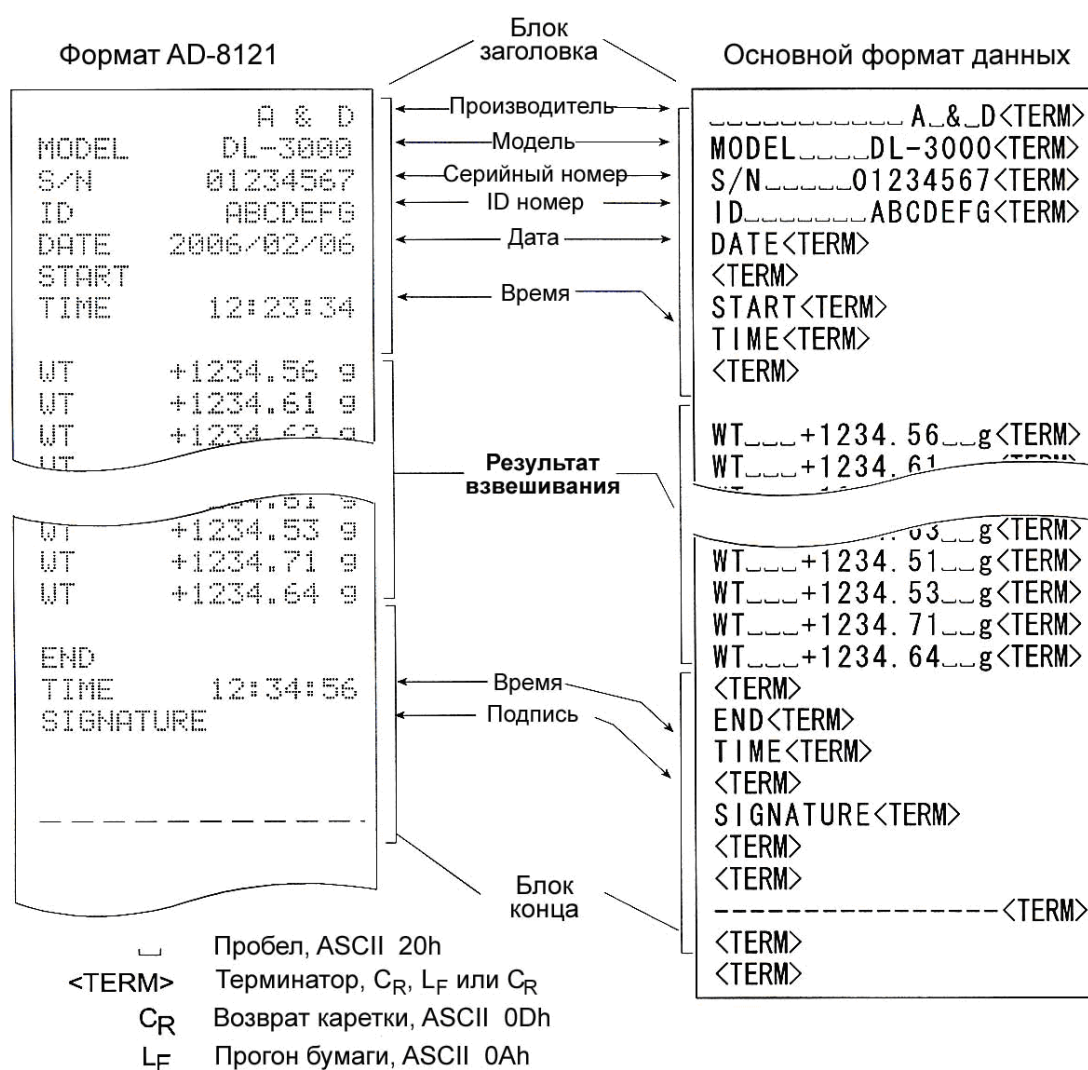 Блок
заголовка
Формат AD-8121
A & D
MODEL DL-3000
S/N 01234567
ID ABCDEFG
DATE 2006/02/06
START
TIME 12:23:34
WT +1234.56 g
WT +1234.61 g
WT +1234.62 g
WT
WT +1234.53 g
WT +1234.71 g
WT +1234.64 g
END
TIME 12:34:56
SIGNATURE
Производитель
Модель
Серийный номер
ID номер
Дата
Время
Результат
взвешивания
Время
Подпись
Блок
конца
Основной формат данных
␣␣␣␣␣␣␣␣␣␣␣A␣&␣D<TERM>
MODEL␣␣␣␣␣DL-3000<TERM>
S/N␣␣␣␣␣␣01234567<TERM>
ID␣␣␣␣␣␣␣␣ABCDEFG<TERM>
DATE<TERM>
<TERM>
START<TERM>
TIME<TERM>
<TERM>
WT␣␣␣+1234.56␣␣g<TERM>
WT␣␣␣+1234.61 <TERM>
␣␣g<TERM>
WT␣␣␣+1234.51␣␣g<TERM>
WT␣␣␣+1234.53␣␣g<TERM>
WT␣␣␣+1234.71␣␣g<TERM>
WT␣␣␣+1234.64␣␣g<TERM>
<TERM>
END<TERM>
TIME<TERM>
<TERM>
SIGNATURE<TERM>
<TERM>
<TERM>
-----------------<TERM>
<TERM>
<TERM>
␣ Пробел, ASCII 20h
<TERM> Терминатор, CR, LF или CR
CR Возврат каретки, ASCII 0Dh
LF Прогон бумаги, ASCII 0Ah